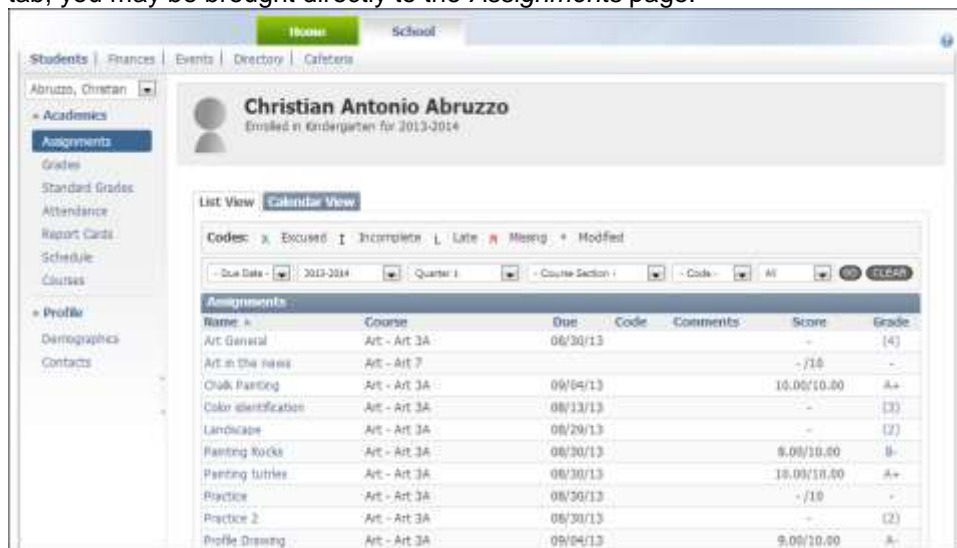 tab, you may be brought directly to the Assignments page.
Home School
Students | Finances | Events | Directory | Cafeteria
Abruzzo, Christian
Academics
Assignments
Grades
Standard Grades
Attendance
Report Cards
Schedule
Courses
Profile
Demographics
Contacts
Christian Antonio Abruzzo
Enrolled in Kindergarten for 2013-2014
List View Calendar View
Codes: X Excused I Incomplete L Late M Missing * Modified
- Due Date - 2013-2014 Quarter 1 - Course Section - - Code - All GO CLEAR
Assignments
Name Course Due Code Comments Score Grade
Art General Art - Art 3A 08/30/13 - (4)
Art in the news Art - Art 7 - /10 -
Chalk Painting Art - Art 3A 09/04/13 10.00/10.00 A+
Color identification Art - Art 3A 08/13/13 - (3)
Landscape Art - Art 3A 08/29/13 - (2)
Painting Rocks Art - Art 3A 08/30/13 8.00/10.00 B-
Painting Art - Art 3A 08/30/13 10.00/10.00 A+
Practice Art - Art 3A 08/30/13 - /10 -
Practice 2 Art - Art 3A 08/30/13 - (2)
Profile Drawing Art - Art 3A 09/04/13 9.00/10.00 A-